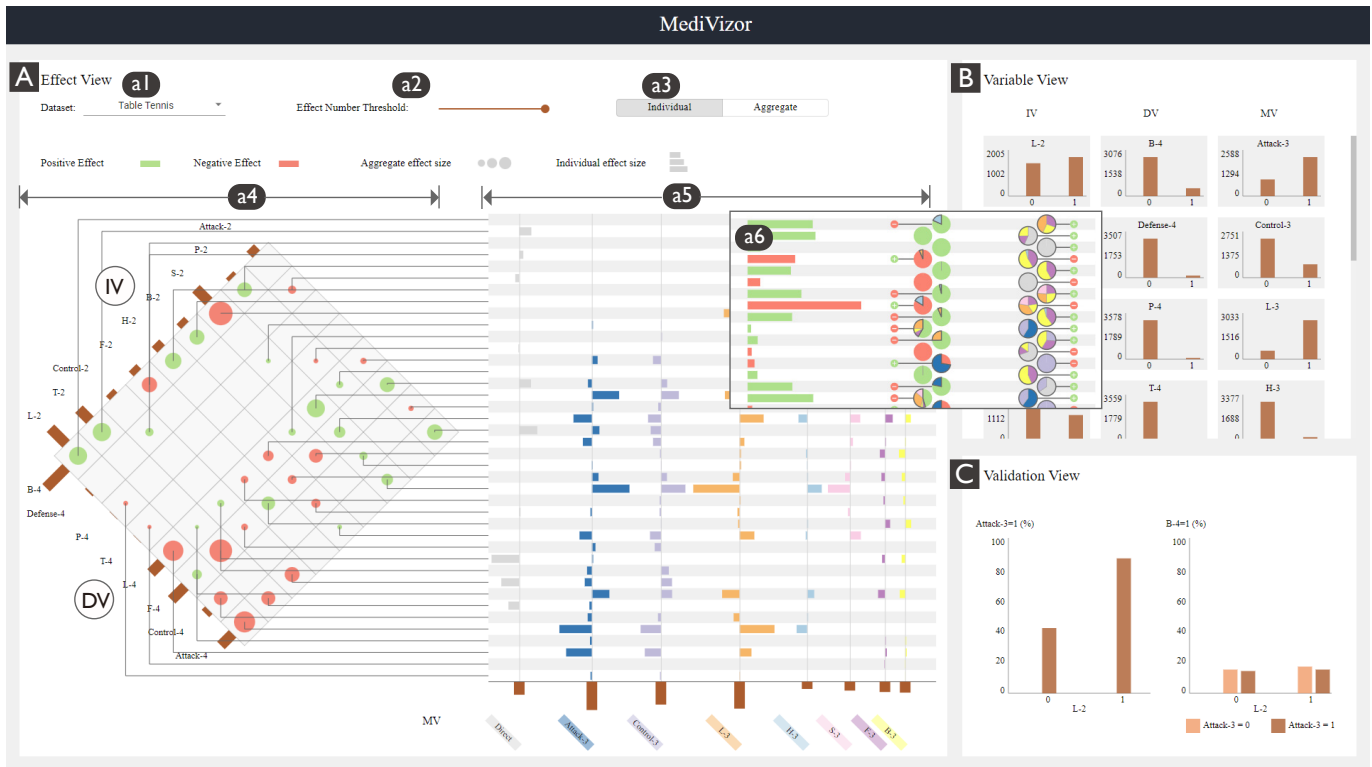 MediVizor
A
Effect View
a1
a2
a3
Dataset:
Table Tennis
Effect Number Threshold:
Individual
Aggregate
Positive Effect
Negative Effect
Aggregate effect size
Individual effect size
a4
a5
a6
Attack-2
P-2
S-2
IV
B-2
H-2
F-2
Control-2
T-2
L-2
B-4
Defense-4
P-4
T-4
L-4
DV
F-4
Control-4
Attack-4
MV
Direct
Attack-3
Control-3
L-3
H-3
S-3
F-3
B-3
B
Variable View
IV
DV
MV
L-2
2005
1002
0
0 1
B-4
3076
1538
0
0 1
Attack-3
2588
1294
0
0 1
Defense-4
3507
1753
0
0 1
Control-3
2751
1375
0
0 1
P-4
3578
1789
0
0 1
L-3
3033
1516
0
0 1
1112
0
T-4
3559
1779
0
H-3
3377
1688
0
C
Validation View
Attack-3=1 (%)
100
80
60
40
20
0
0 1
L-2
B-4=1 (%)
100
80
60
40
20
0
0 1
L-2
Attack-3 = 0
Attack-3 = 1